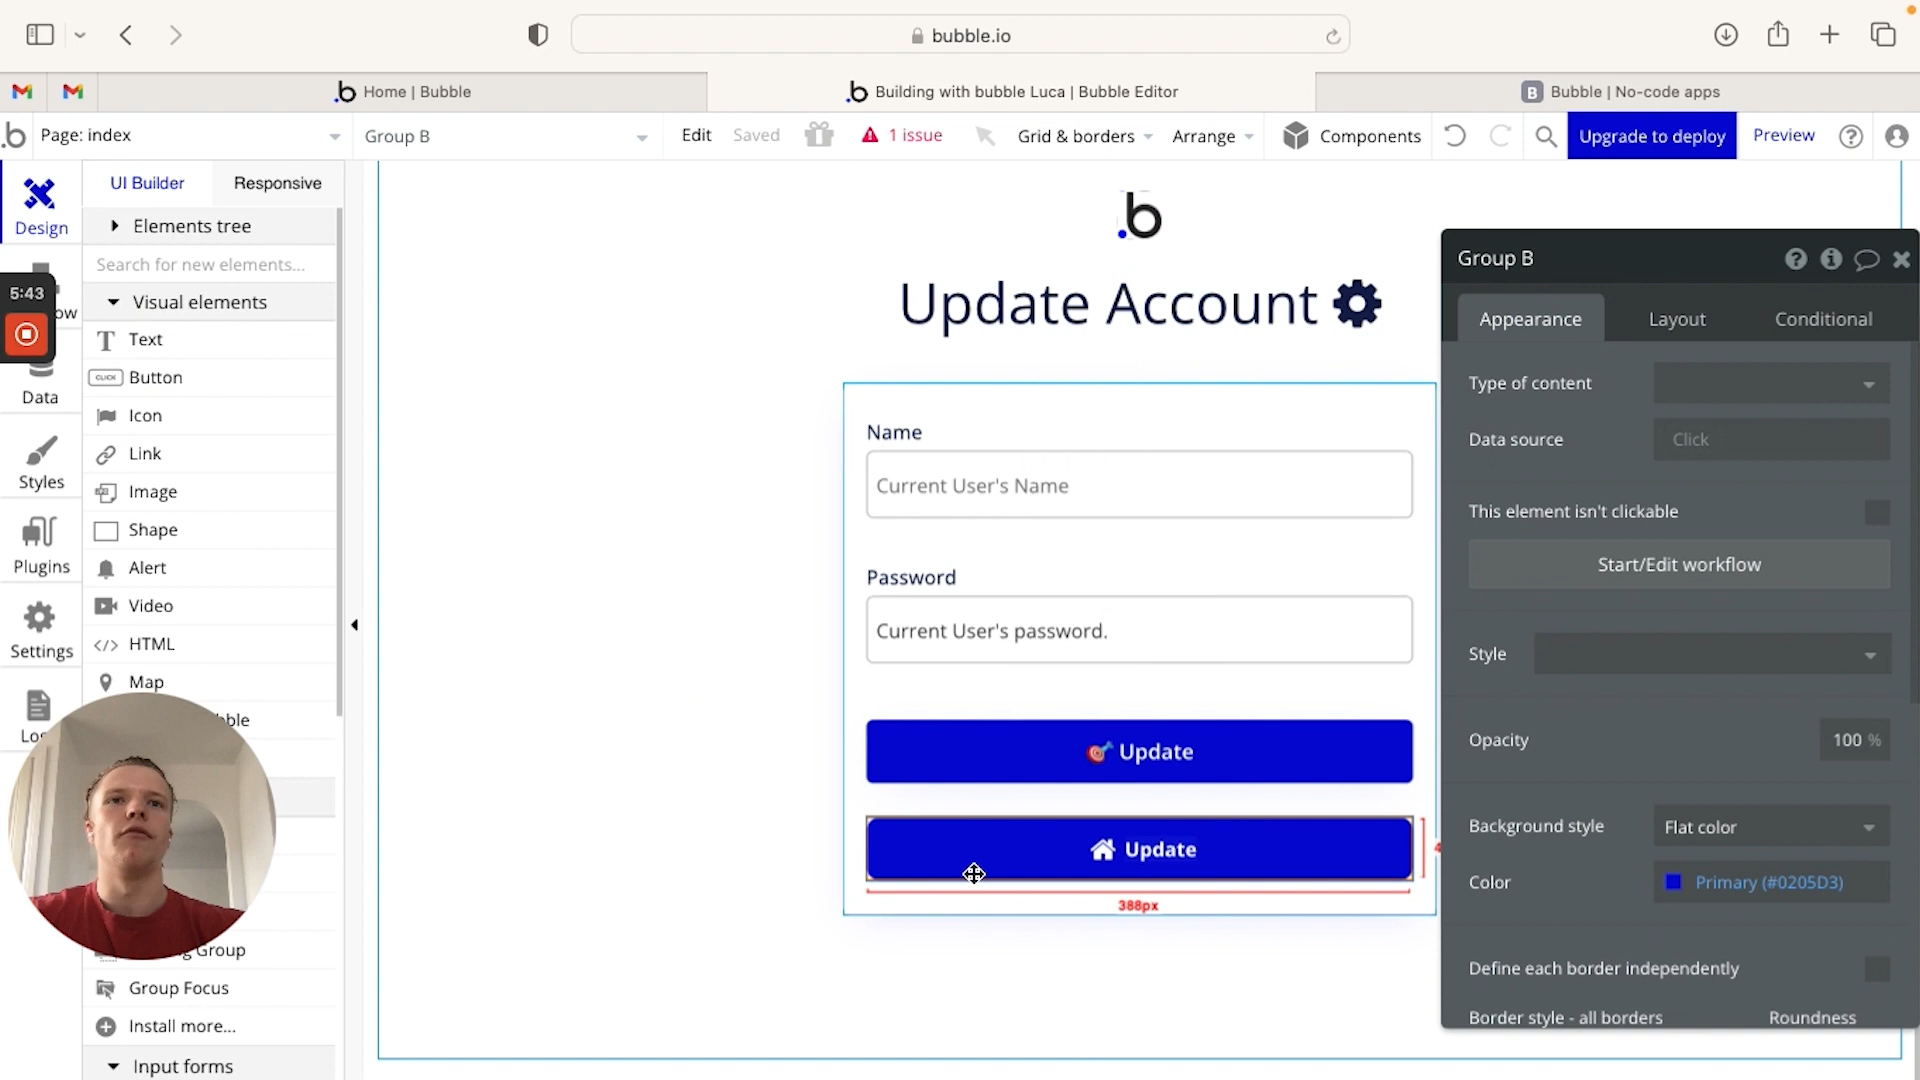 bubble.io
Home | Bubble
Building with bubble Luca | Bubble Editor
B Bubble | No-code apps
b Page: index
Group B
Edit
Saved
1 issue
Grid & borders
Arrange
Components
Upgrade to deploy
Preview
UI Builder
Responsive
Design
Elements tree
Search for new elements...
Visual elements
5:43
ow
Text
CLICK Button
Icon
Data
Link
Styles
Image
Shape
Plugins
Alert
Video
Settings
</> HTML
Map
Lo
bble
g Group
Group Focus
Install more...
Input forms
.b
Update Account
Name
Current User's Name
Password
Current User's password.
Update
Update
388px
4
Group B
Appearance
Layout
Conditional
Type of content
Data source
Click
This element isn't clickable
Start/Edit workflow
Style
Opacity
100 %
Background style
Flat color
Color
Primary (#0205D3)
Define each border independently
Border style - all borders
Roundness